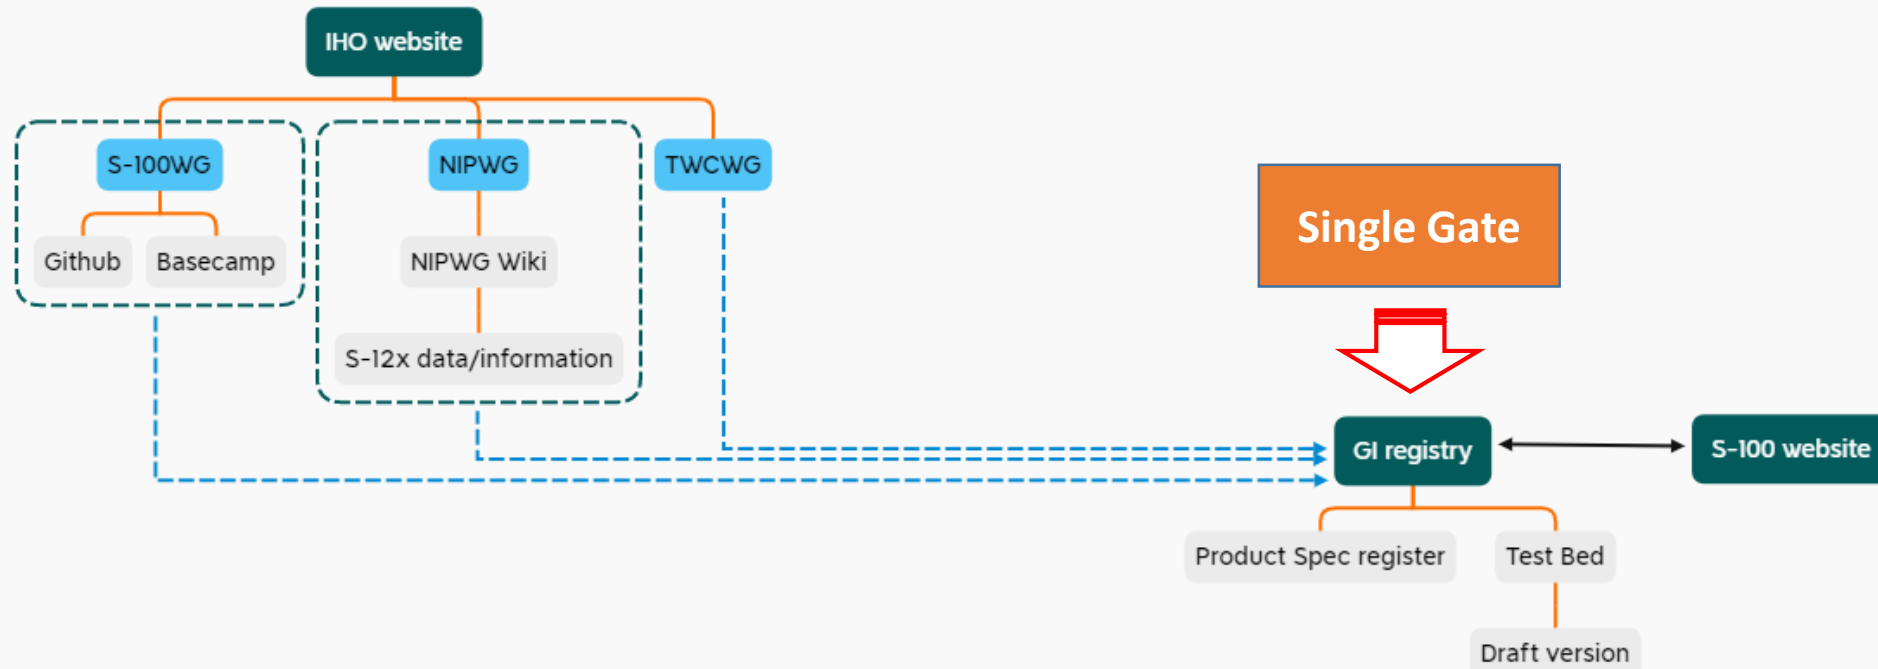 IHO website
S-100WG
NIPWG
TWCWG
Github
Basecamp
NIPWG Wiki
S-12x data/information
Single Gate
GI registry
S-100 website
Product Spec register
Test Bed
Draft version